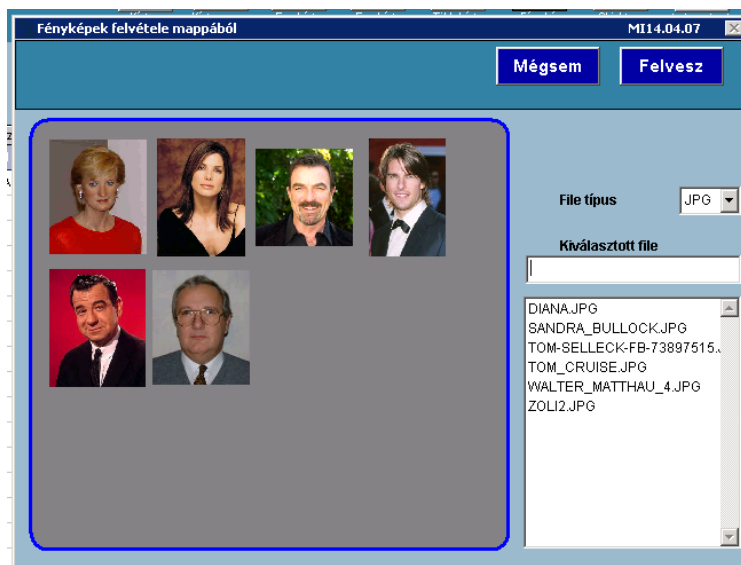 Fényképek felvétele mappából
MI14.04.07
Mégsem
Felvesz
File típus
JPG
Kiválasztott file
DIANA.JPG
SANDRA_BULLOCK.JPG
TOM-SELLECK-FB-73897515.
TOM_CRUISE.JPG
WALTER_MATTHAU_4.JPG
ZOLI2.JPG